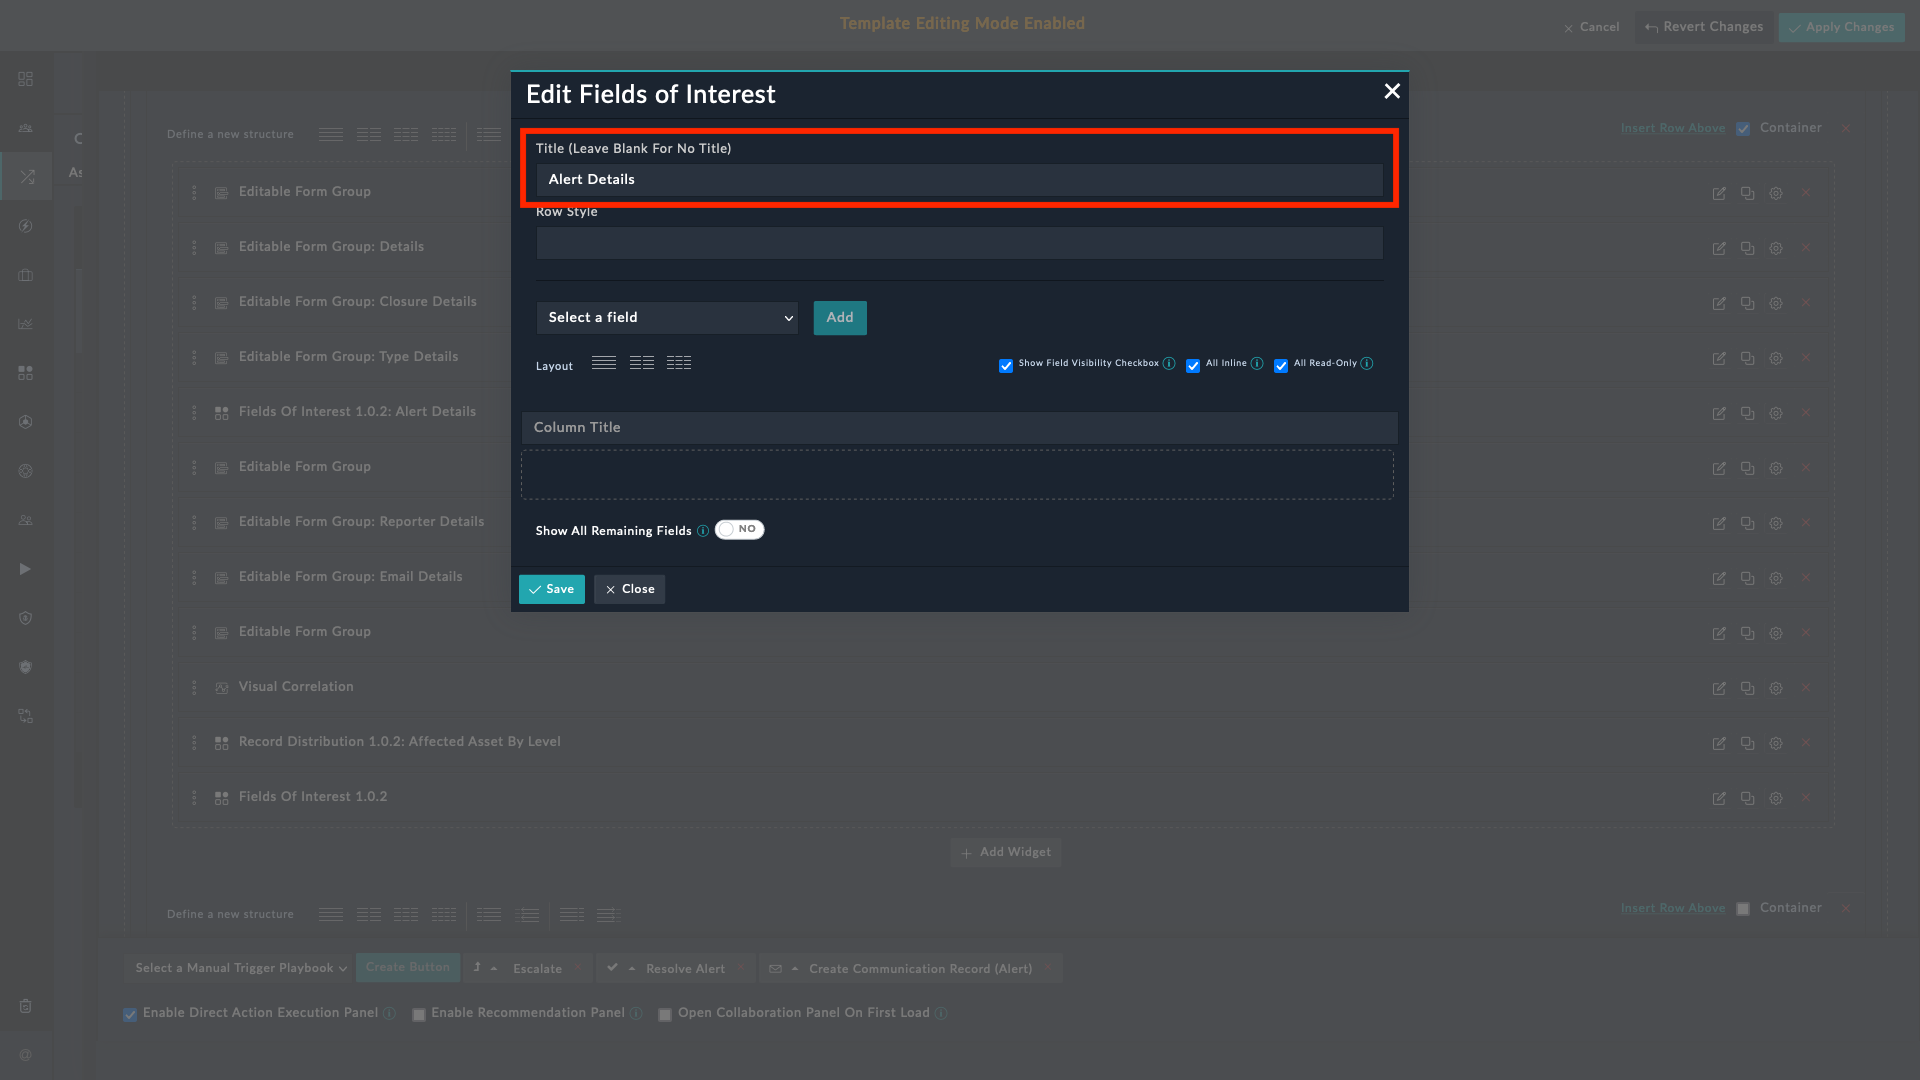 Template Editing Mode Enabled
Cancel
Revert Changes
Apply Changes
Edit Fields of Interest
Define a new structure
Insert Row Above
Container
As
Title (Leave Blank For No Title)
Alert Details
Row Style
Select a field
Add
Layout
Show Field Visibility Checkbox
All Inline
All Read-Only
Column Title
Show All Remaining Fields
NO
Save
Close
Editable Form Group
Editable Form Group: Details
Editable Form Group: Closure Details
Editable Form Group: Type Details
Fields Of Interest 1.0.2: Alert Details
Editable Form Group
Editable Form Group: Reporter Details
Editable Form Group: Email Details
Editable Form Group
Visual Correlation
Record Distribution 1.0.2: Affected Asset By Level
Fields Of Interest 1.0.2
Add Widget
Define a new structure
Insert Row Above
Container
Select a Manual Trigger Playbook
Create Button
Escalate
Resolve Alert
Create Communication Record (Alert)
Enable Direct Action Execution Panel
Enable Recommendation Panel
Open Collaboration Panel On First Load